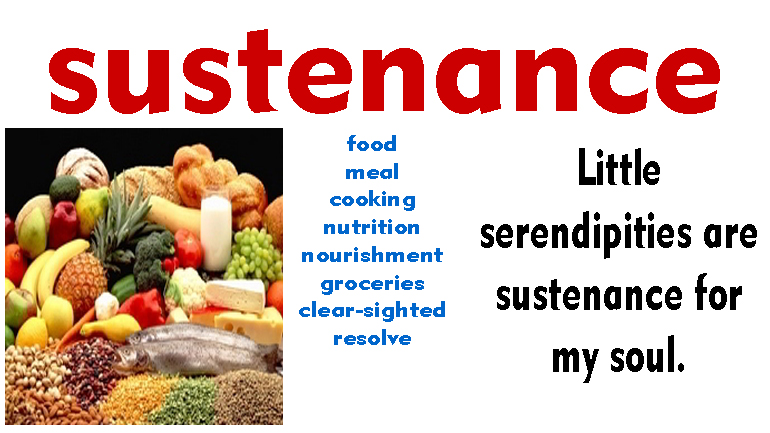 sustenance
food
meal
cooking
nutrition
nourishment
groceries
clear-sighted
resolve
Little
serendipities are
sustenance for
my soul.